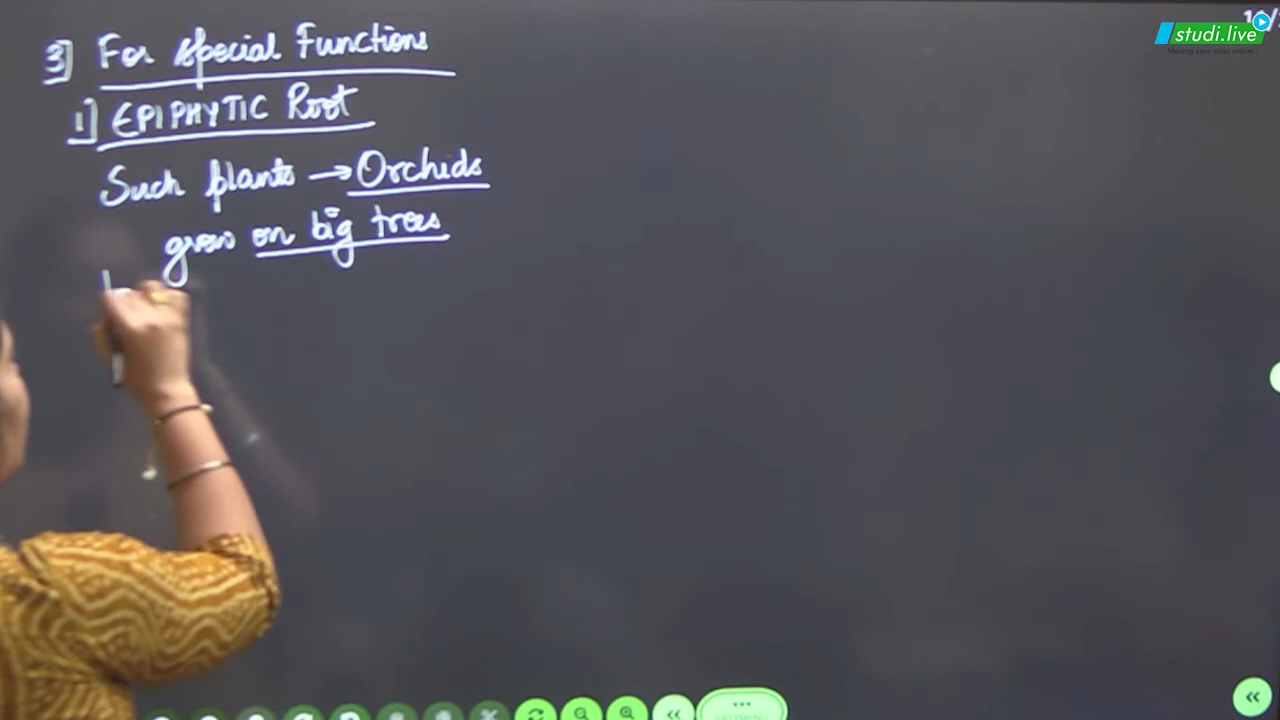 3] For special Functions
1] EPIPHYTIC Root
Such plants → Orchids
grow on big trees
studi.live